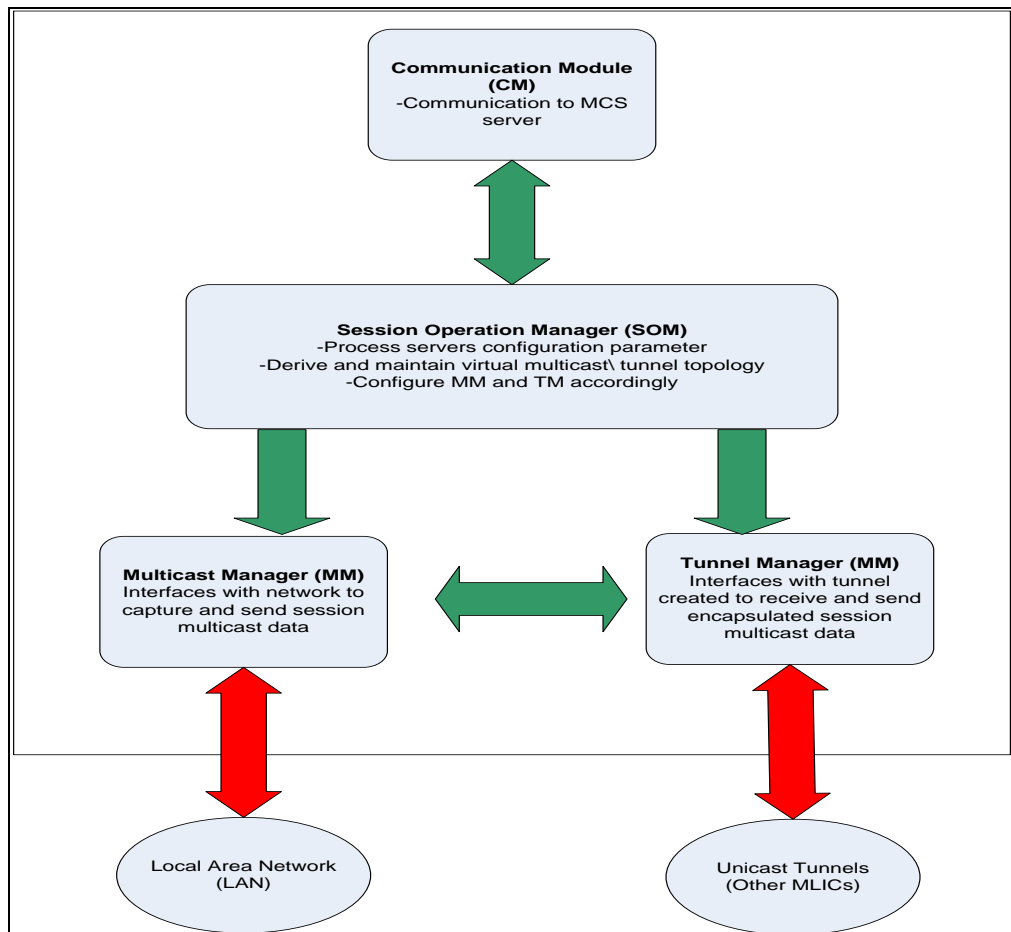 Communication Module
(CM)
-Communication to MCS
server
Session Operation Manager (SOM)
-Process servers configuration parameter
-Derive and maintain virtual multicast\ tunnel topology
-Configure MM and TM accordingly
Multicast Manager (MM)
Interfaces with network to
capture and send session
multicast data
Tunnel Manager (MM)
Interfaces with tunnel
created to receive and send
encapsulated session
multicast data
Local Area Network
(LAN)
Unicast Tunnels
(Other MLICs)